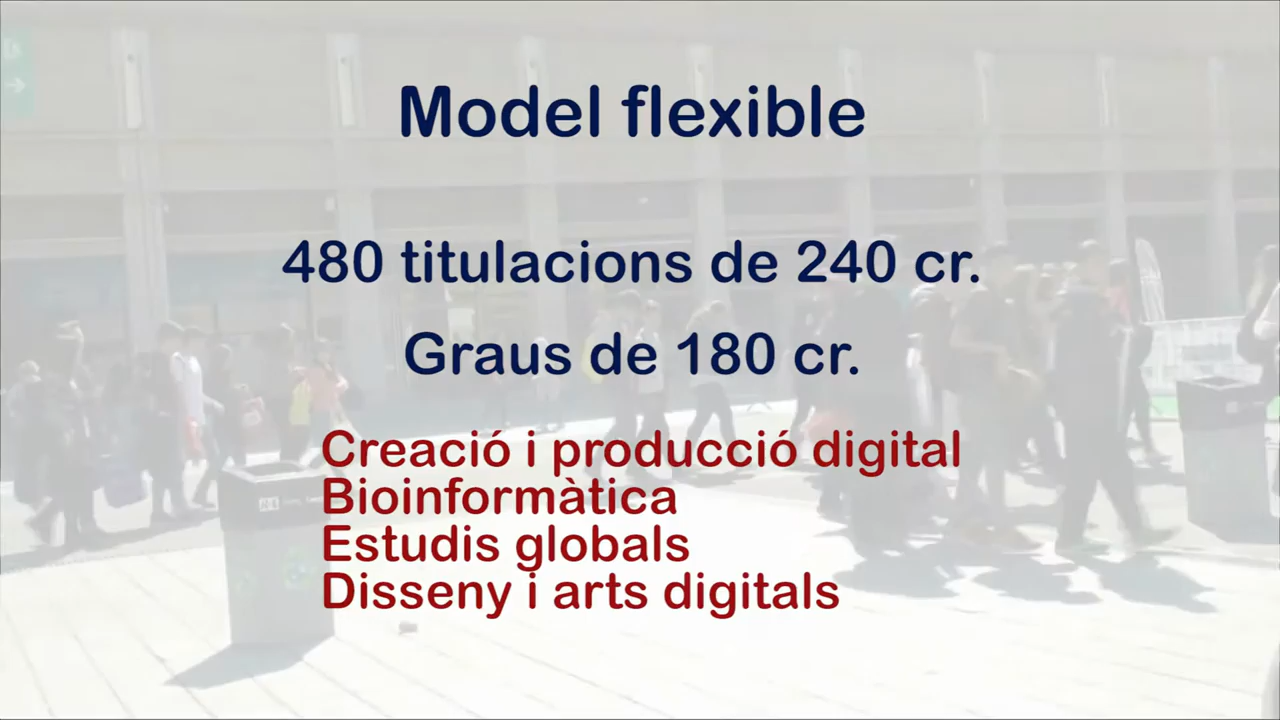 Model flexible
480 titulacions de 240 cr.
Graus de 180 cr.
Creació i producció digital
Bioinformàtica
Estudis globals
Disseny i arts digitals